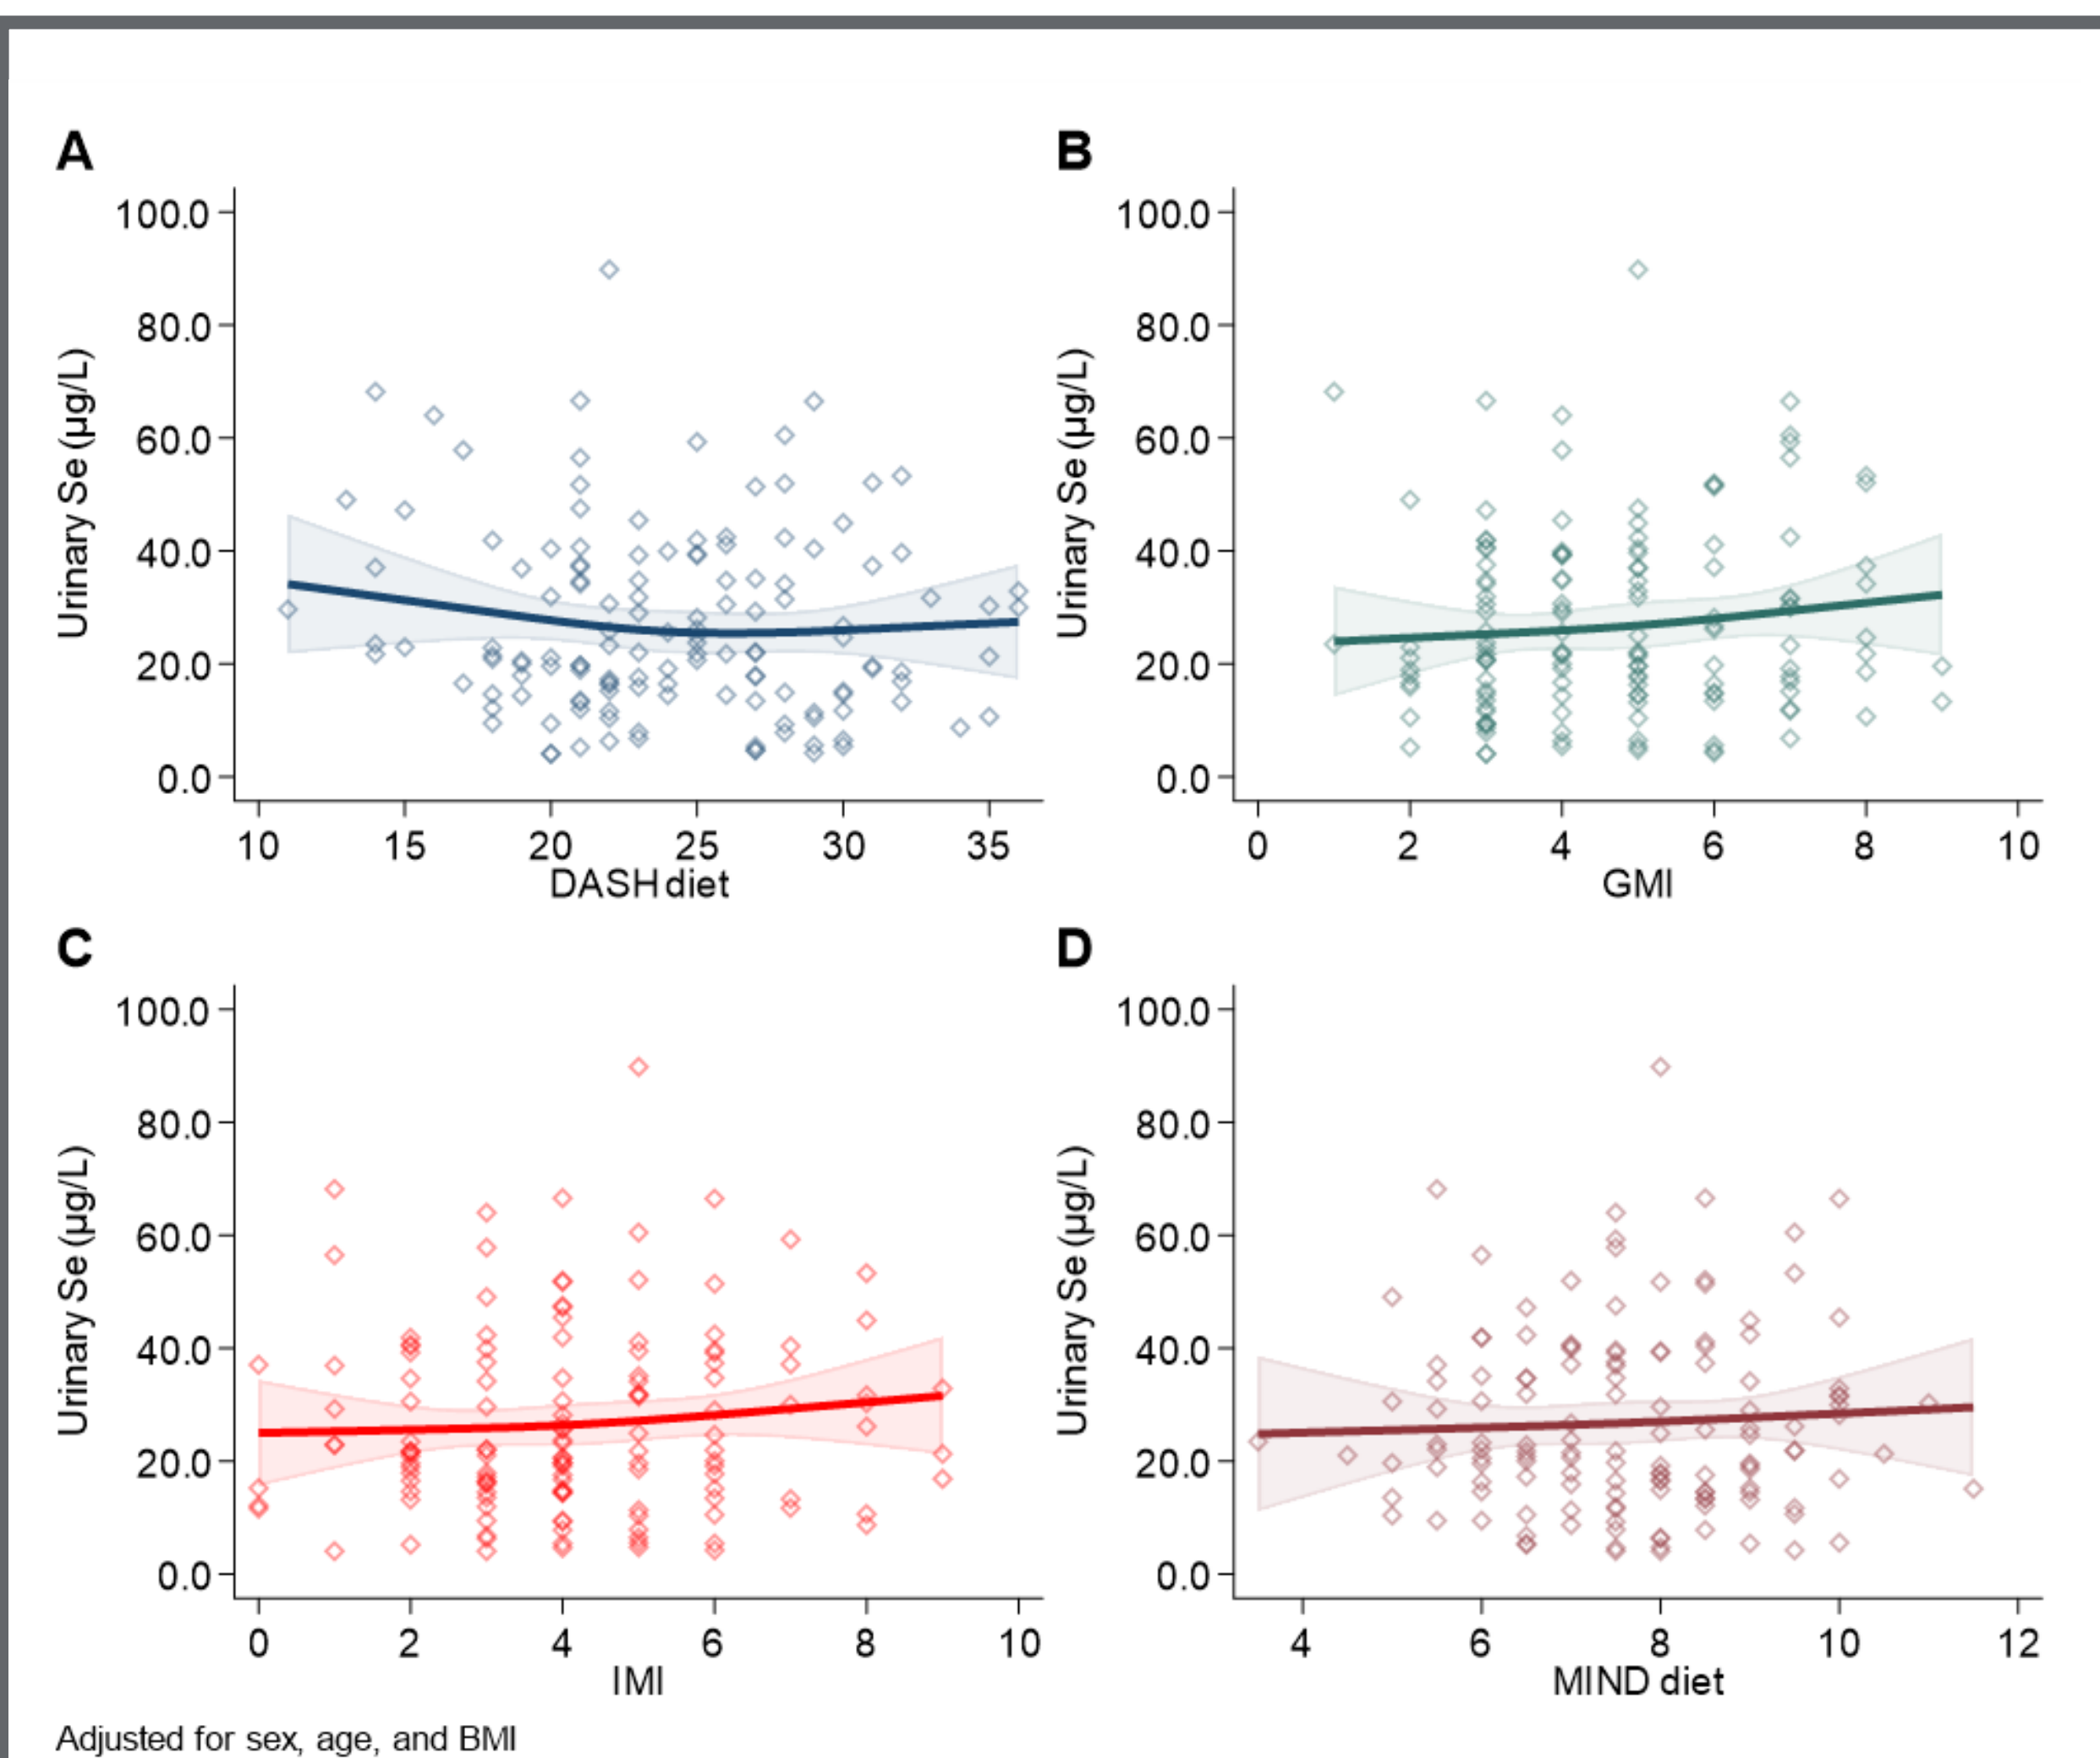 A
B
Urinary Se (µg/L)
100.0
80.0
60.0
40.0
20.0
0.0
10 15 20 25 30 35
DASH diet
Urinary Se (µg/L)
100.0
80.0
60.0
40.0
20.0
0.0
0 2 4 6 8 10
GMI
C
D
Urinary Se (µg/L)
100.0
80.0
60.0
40.0
20.0
0.0
0 2 4 6 8 10
IMI
Urinary Se (µg/L)
100.0
80.0
60.0
40.0
20.0
0.0
4 6 8 10 12
MIND diet
Adjusted for sex, age, and BMI